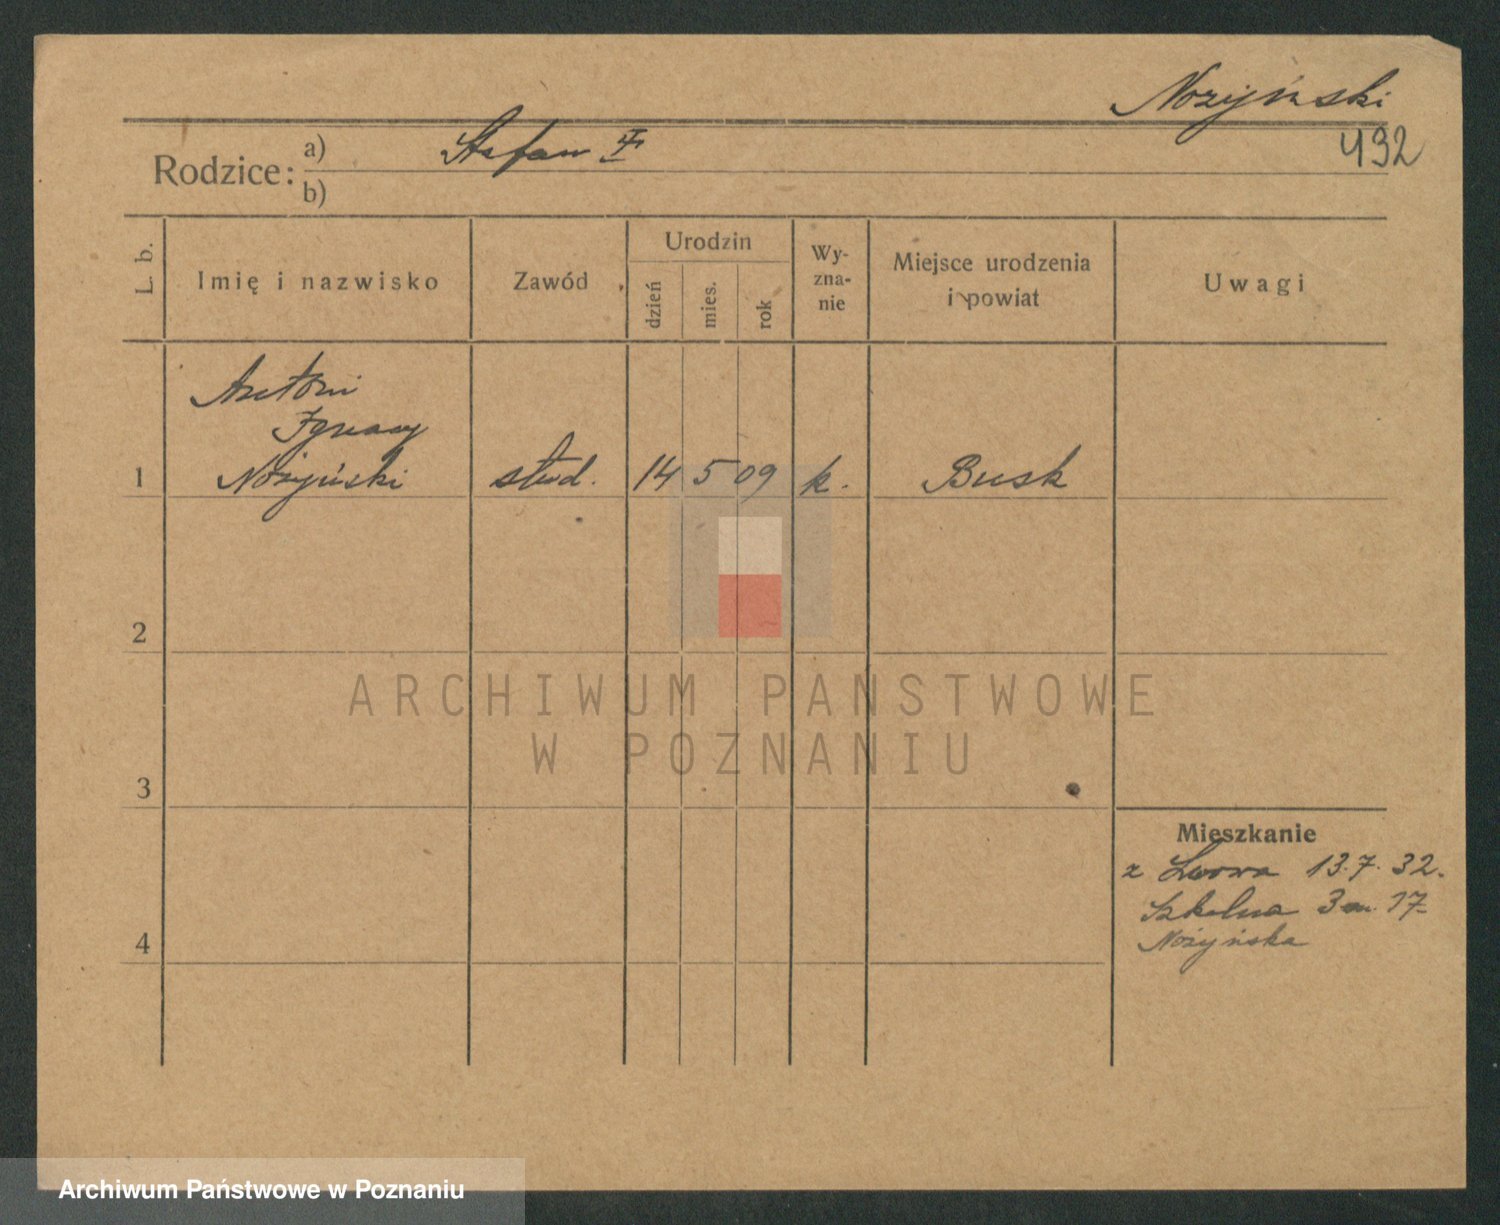 Nożyński
432
Rodzice: a) Stefan
b)
L. b.
Imię i nazwisko
Zawód
Urodzin
dzień
mies.
rok
Wy-
zna-
nie
Miejsce urodzenia
i powiat
Uwagi
Antoni
Ignacy
1 Nożyński stud. 14 5 09 k. Busk
2
3
4
Mieszkanie
z Lwowa 13.7.32.
Szkolna 3 m 17
Nożyńska
ARCHIWUM PANSTWOWE
W POZNANIU
Archiwum Państwowe w Poznaniu